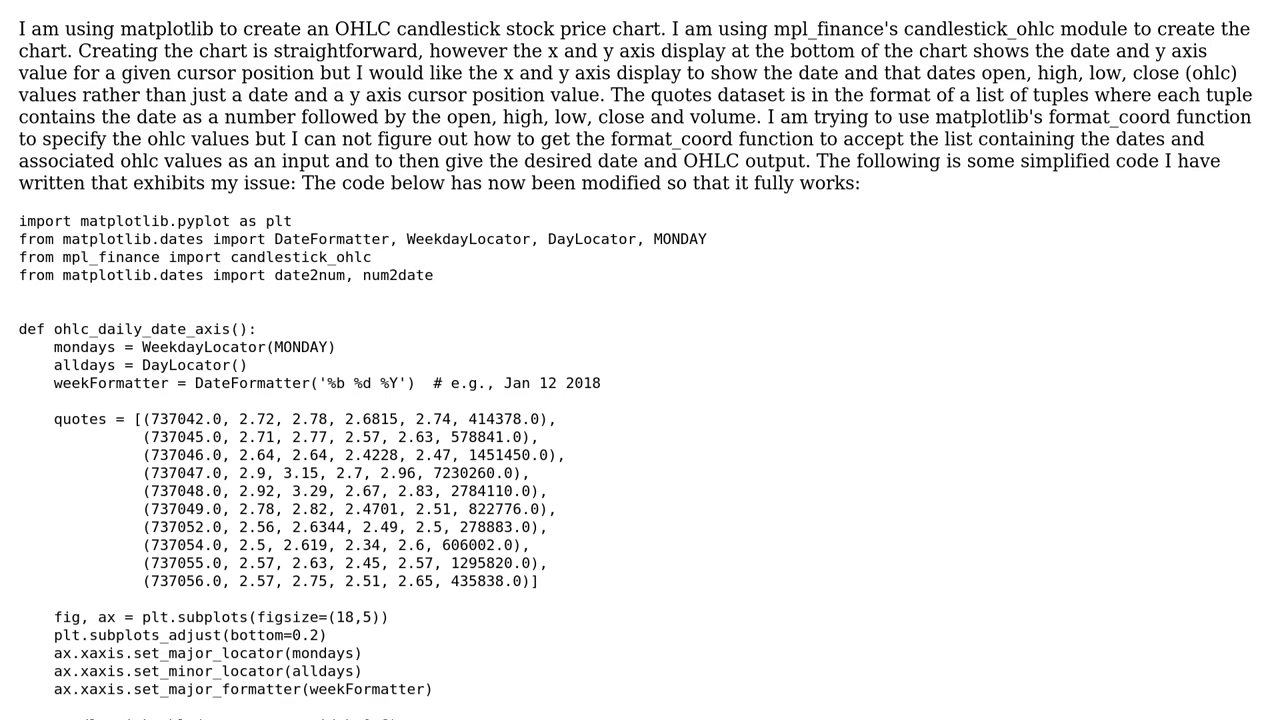 I am using matplotlib to create an OHLC candlestick stock price chart. I am using mpl_finance's candlestick_ohlc module to create the
chart. Creating the chart is straightforward, however the x and y axis display at the bottom of the chart shows the date and y axis
value for a given cursor position but I would like the x and y axis display to show the date and that dates open, high, low, close (ohlc)
values rather than just a date and a y axis cursor position value. The quotes dataset is in the format of a list of tuples where each tuple
contains the date as a number followed by the open, high, low, close and volume. I am trying to use matplotlib's format_coord function
to specify the ohlc values but I can not figure out how to get the format_coord function to accept the list containing the dates and
associated ohlc values as an input and to then give the desired date and OHLC output. The following is some simplified code I have
written that exhibits my issue: The code below has now been modified so that it fully works:
import matplotlib.pyplot as plt
from matplotlib.dates import DateFormatter, WeekdayLocator, DayLocator, MONDAY
from mpl_finance import candlestick_ohlc
from matplotlib.dates import date2num, num2date
def ohlc_daily_date_axis():
    mondays = WeekdayLocator(MONDAY)
    alldays = DayLocator()
    weekFormatter = DateFormatter('%b %d %Y')  # e.g., Jan 12 2018
    quotes = [(737042.0, 2.72, 2.78, 2.6815, 2.74, 414378.0),
              (737045.0, 2.71, 2.77, 2.57, 2.63, 578841.0),
              (737046.0, 2.64, 2.64, 2.4228, 2.47, 1451450.0),
              (737047.0, 2.9, 3.15, 2.7, 2.96, 7230260.0),
              (737048.0, 2.92, 3.29, 2.67, 2.83, 2784110.0),
              (737049.0, 2.78, 2.82, 2.4701, 2.51, 822776.0),
              (737052.0, 2.56, 2.6344, 2.49, 2.5, 278883.0),
              (737054.0, 2.5, 2.619, 2.34, 2.6, 606002.0),
              (737055.0, 2.57, 2.63, 2.45, 2.57, 1295820.0),
              (737056.0, 2.57, 2.75, 2.51, 2.65, 435838.0)]
    fig, ax = plt.subplots(figsize=(18,5))
    plt.subplots_adjust(bottom=0.2)
    ax.xaxis.set_major_locator(mondays)
    ax.xaxis.set_minor_locator(alldays)
    ax.xaxis.set_major_formatter(weekFormatter)